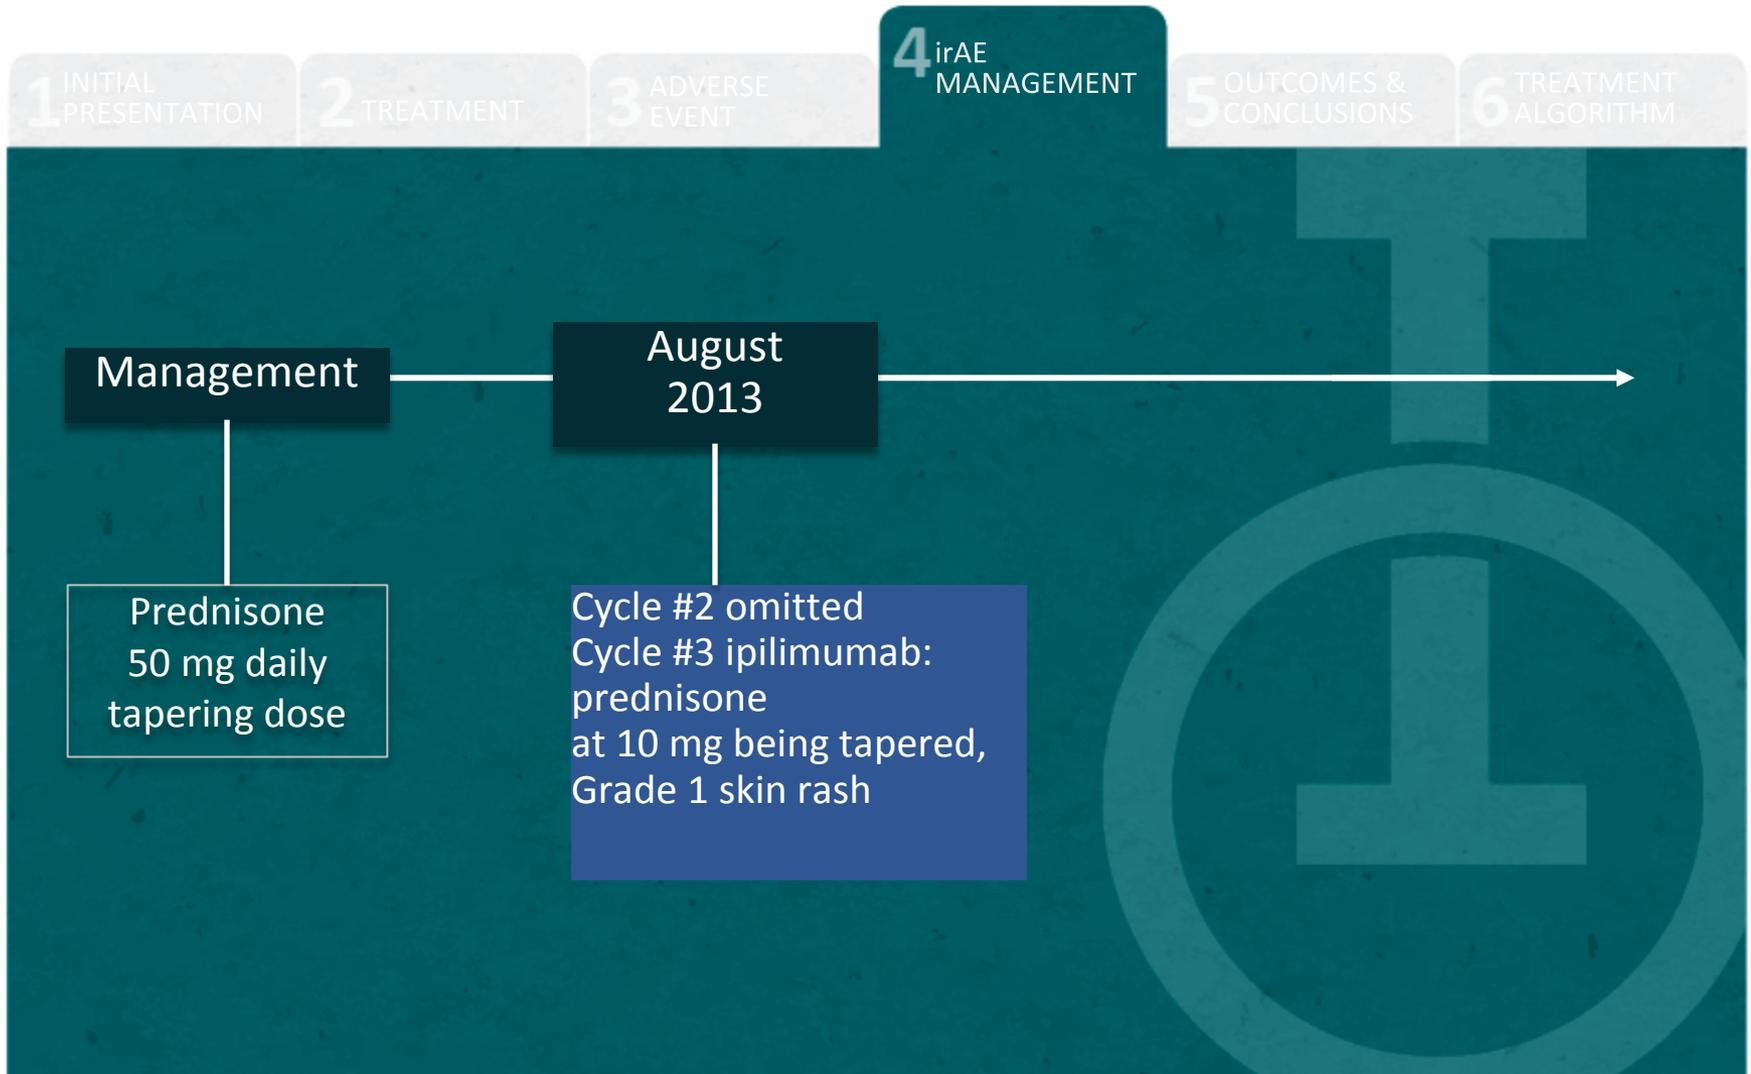 1 INITIAL
PRESENTATION
2 TREATMENT
3 ADVERSE
EVENT
4 irAE
MANAGEMENT
5 OUTCOMES &
CONCLUSIONS
6 TREATMENT
ALGORITHM
Management
August
2013
Prednisone
50 mg daily
tapering dose
Cycle #2 omitted
Cycle #3 ipilimumab:
prednisone
at 10 mg being tapered,
Grade 1 skin rash